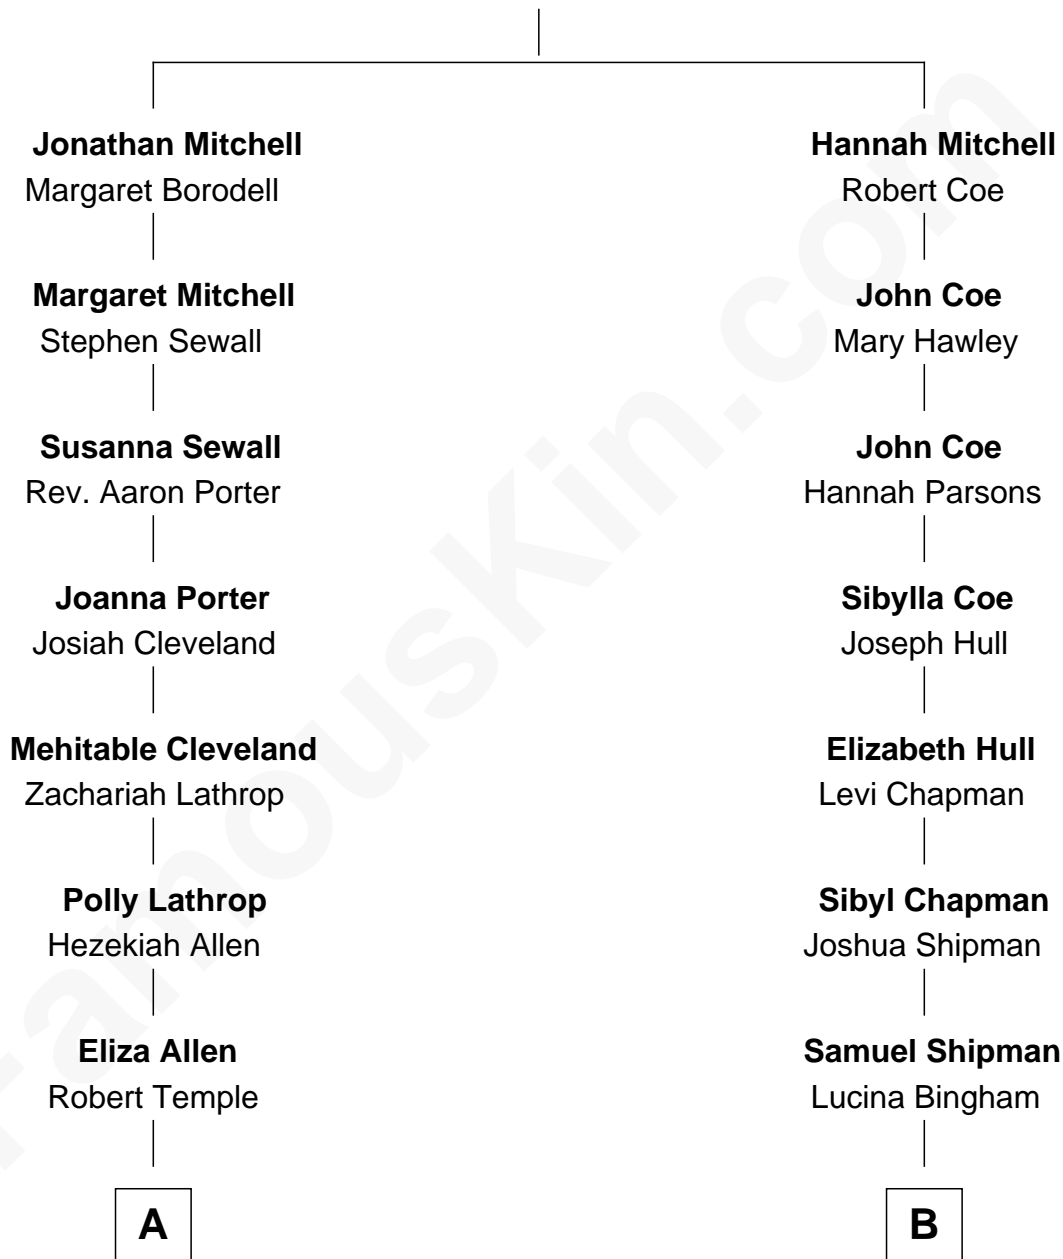 Jonathan Mitchell
Margaret Borodell
Margaret Mitchell
Stephen Sewall
Susanna Sewall
Rev. Aaron Porter
Joanna Porter
Josiah Cleveland
Mehitable Cleveland
Zachariah Lathrop
Polly Lathrop
Hezekiah Allen
Eliza Allen
Robert Temple
A
Hannah Mitchell
Robert Coe
John Coe
Mary Hawley
John Coe
Hannah Parsons
Sibylla Coe
Joseph Hull
Elizabeth Hull
Levi Chapman
Sibyl Chapman
Joshua Shipman
Samuel Shipman
Lucina Bingham
B
FamousKin.com